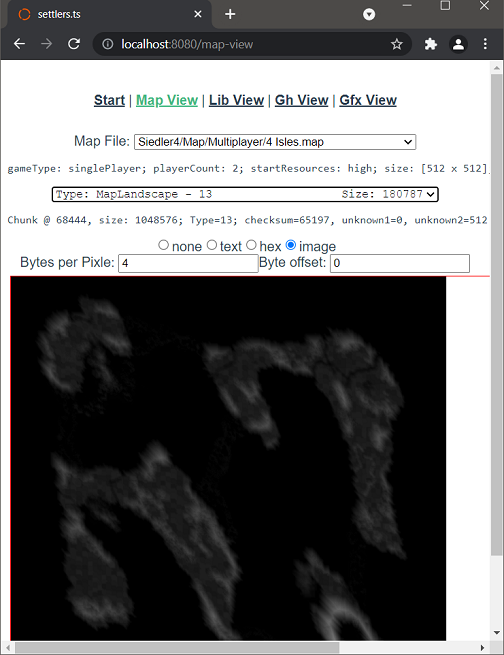 settlers.ts
localhost:8080/map-view
Start | Map View | Lib View | Gh View | Gfx View
Map File: Siedler4/Map/Multiplayer/4 Isles.map
gameType: singlePlayer; playerCount: 2; startResources: high; size: [512 x 512],
Type: MapLandscape - 13 Size: 180787
Chunk @ 68444, size: 1048576; Type=13; checksum=65197, unknown1=0, unknown2=512
none text hex image
Bytes per Pixle: 4 Byte offset: 0